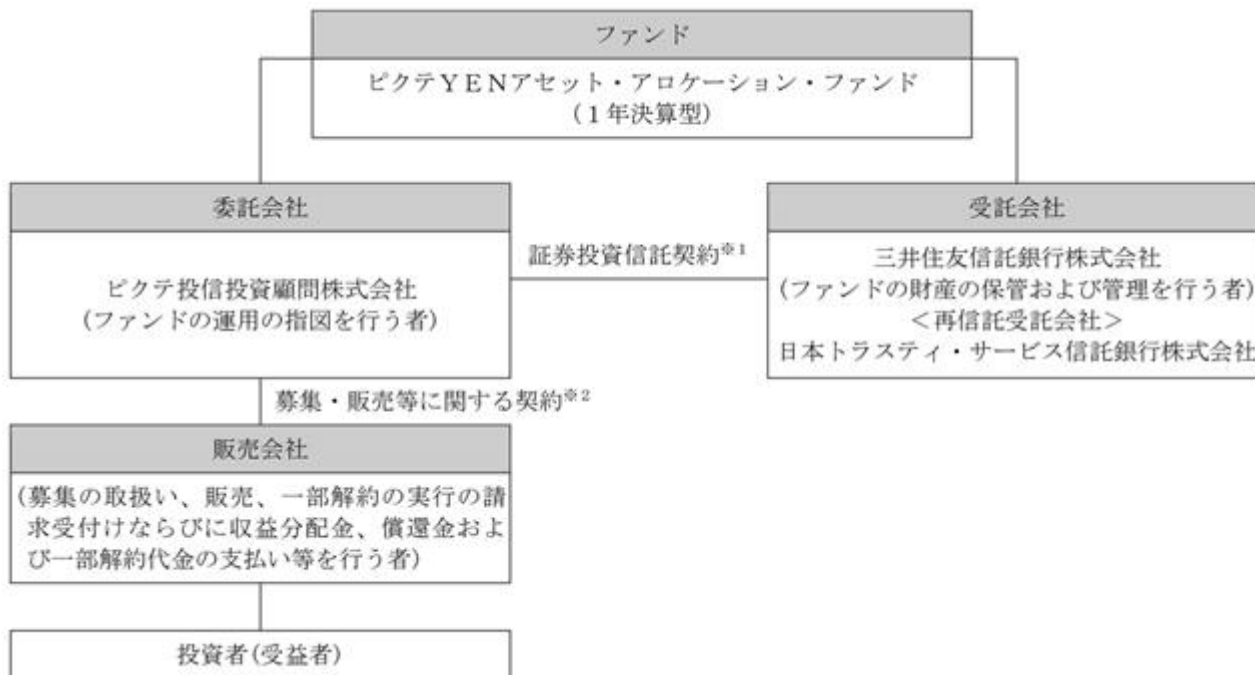 ファンド
ピクテYENアセット・アロケーション・ファンド
(1年決算型)
委託会社
ピクテ投信投資顧問株式会社
(ファンドの運用の指図を行う者)
証券投資信託契約※1
受託会社
三井住友信託銀行株式会社
(ファンドの財産の保管および管理を行う者)
<再信託受託会社>
日本トラスティ・サービス信託銀行株式会社
募集・販売等に関する契約※2
販売会社
(募集の取扱い、販売、一部解約の実行の請
求受付けならびに収益分配金、償還金およ
び一部解約代金の支払い等を行う者)
投資者(受益者)